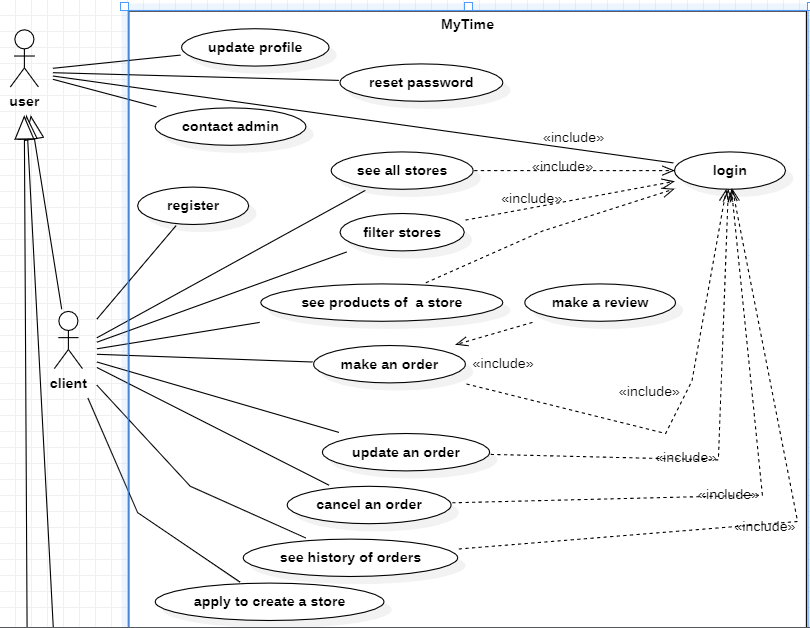 MyTime
update profile
reset password
user
contact admin
«include»
see all stores
«include»
login
register
«include»
filter stores
see products of a store
make a review
make an order
«include»
client
«include»
update an order
«include»
cancel an order
«include»
see history of orders
«include»
apply to create a store